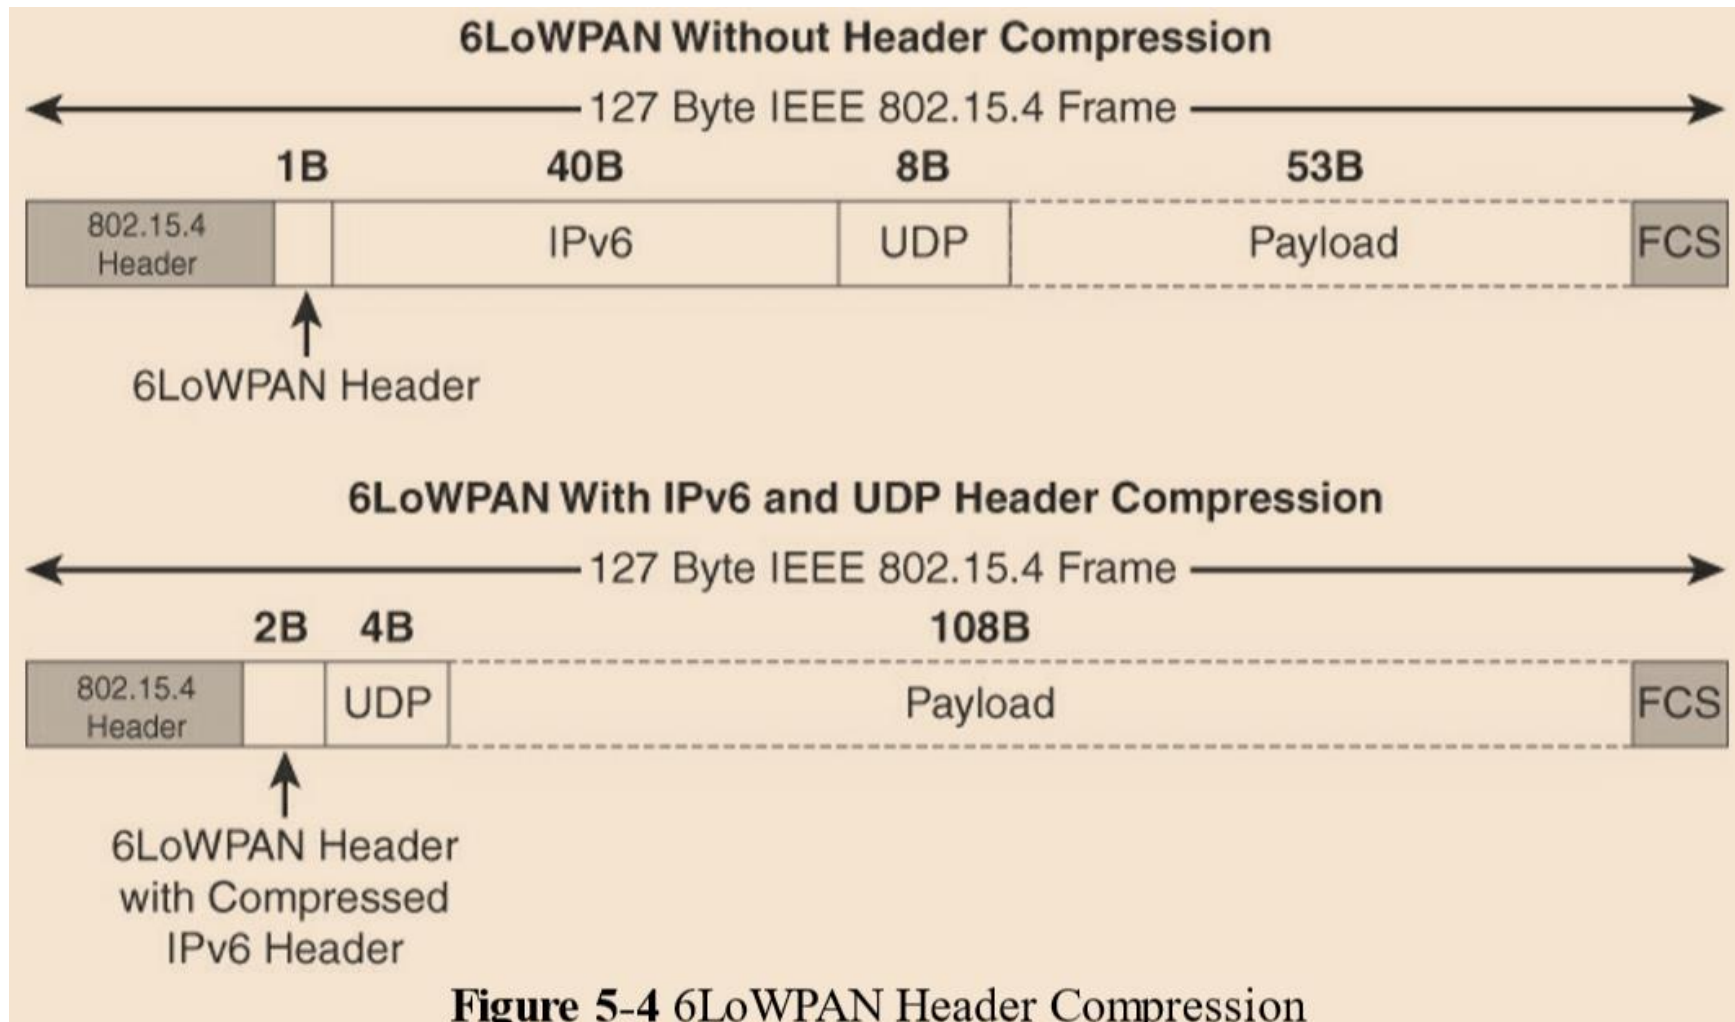 6LoWPAN Without Header Compression
127 Byte IEEE 802.15.4 Frame
1B 40B 8B 53B
802.15.4
Header
IPv6
UDP
Payload
FCS
6LoWPAN Header
6LoWPAN With IPv6 and UDP Header Compression
127 Byte IEEE 802.15.4 Frame
2B 4B 108B
802.15.4
Header
UDP
Payload
FCS
6LoWPAN Header
with Compressed
IPv6 Header
Figure 5-4 6LoWPAN Header Compression